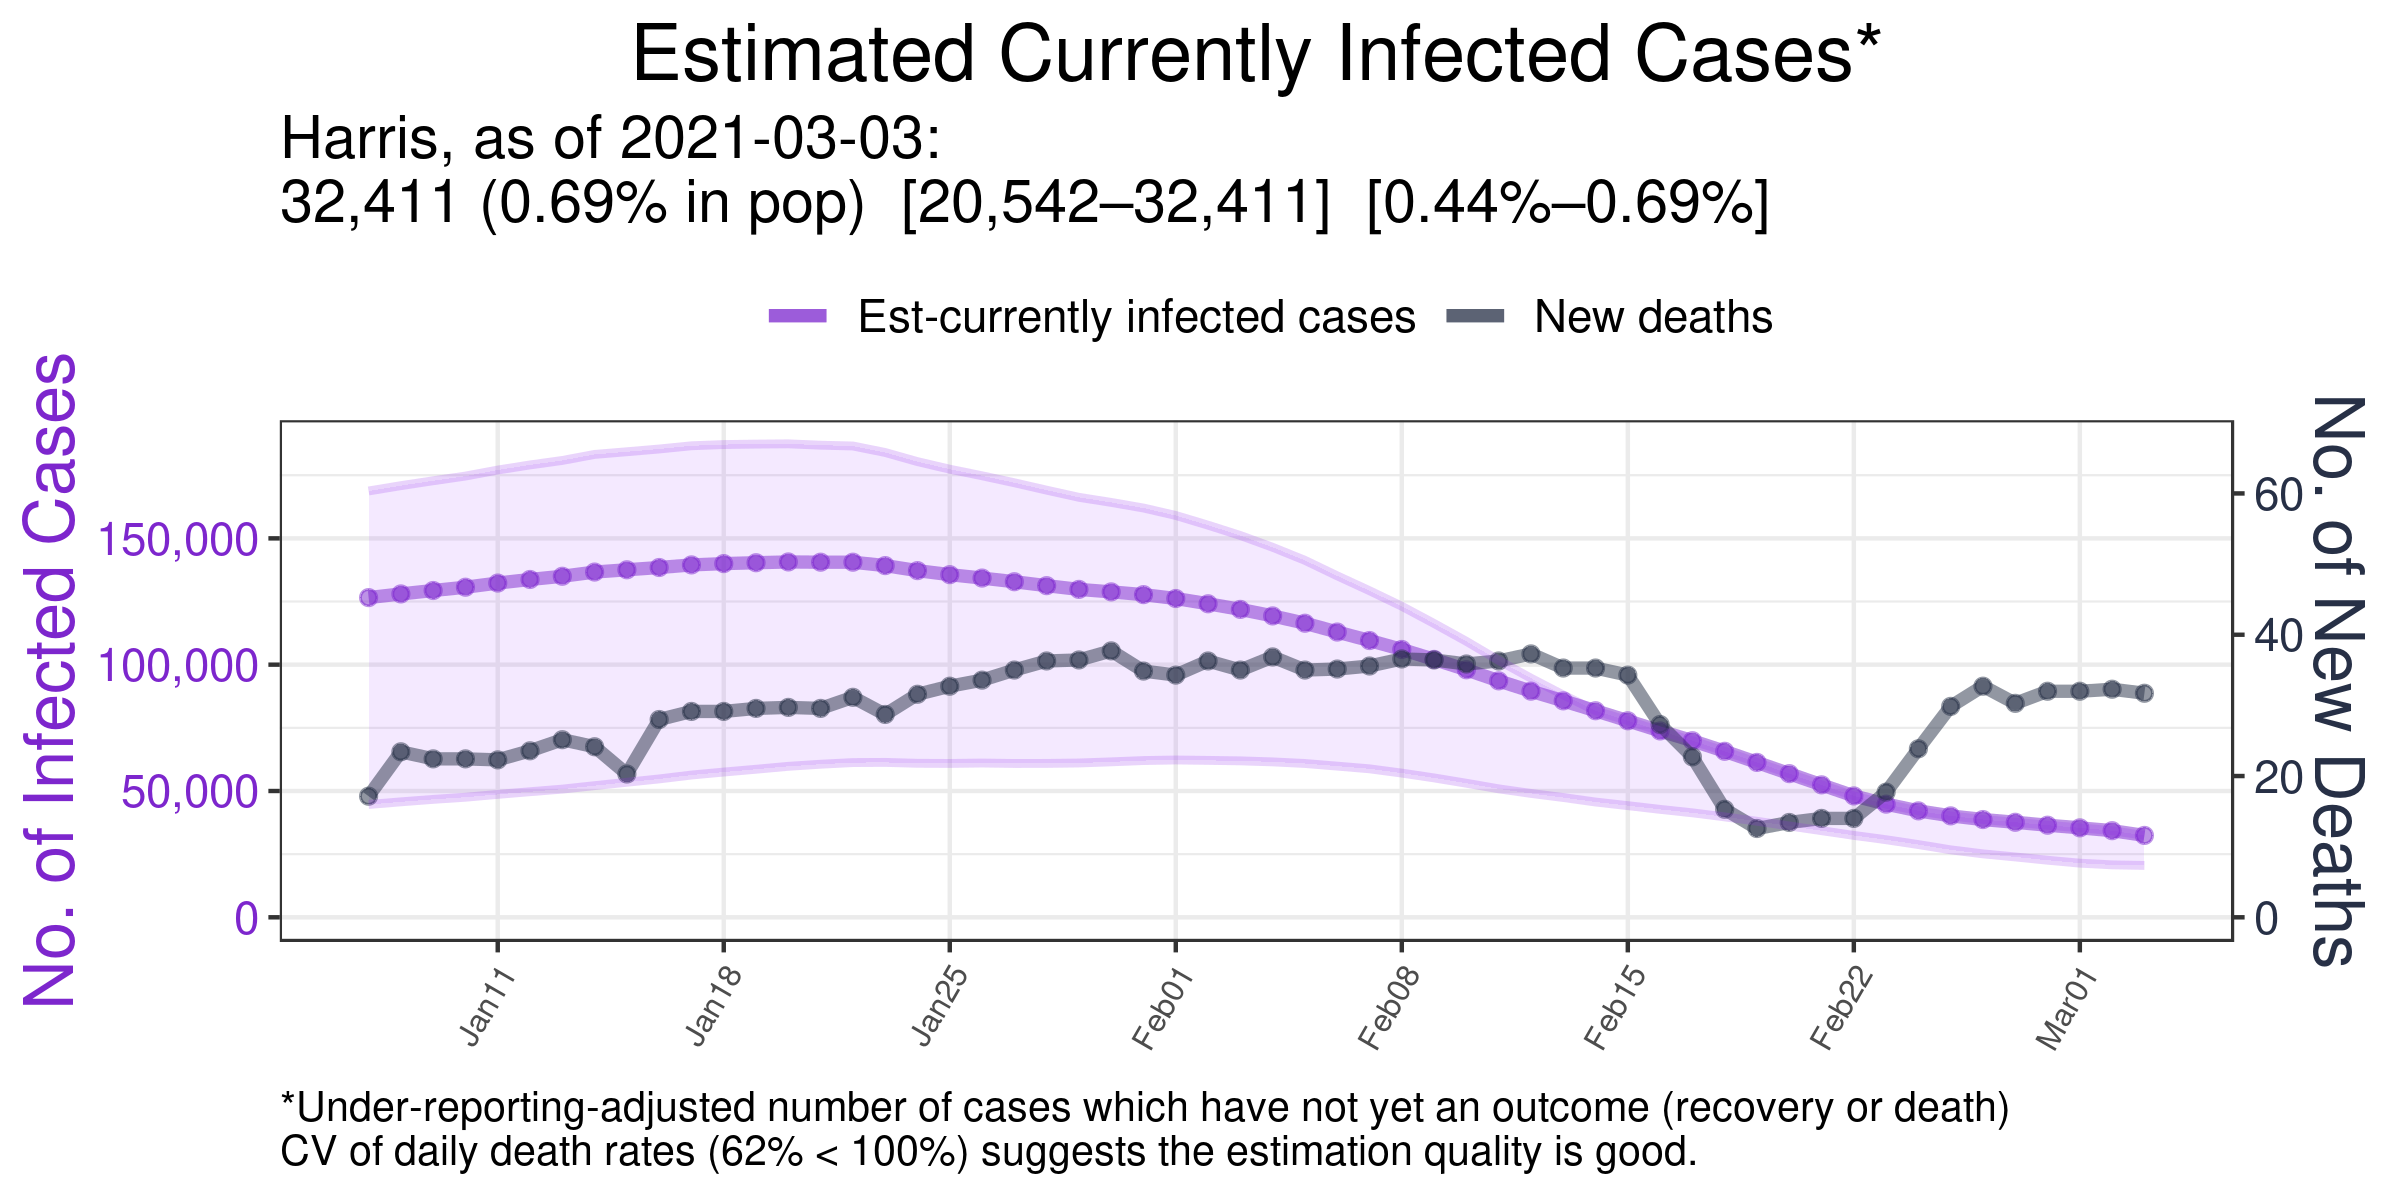 Estimated Currently Infected Cases*
Harris, as of 2021-03-03:
32,411 (0.69% in pop)  [20,542–32,411]  [0.44%–0.69%]
Est-currently infected cases
New deaths
No. of Infected Cases
150,000
100,000
50,000
0
No. of New Deaths
60
40
20
0
Jan11
Jan18
Jan25
Feb01
Feb08
Feb15
Feb22
Mar01
*Under-reporting-adjusted number of cases which have not yet an outcome (recovery or death)
CV of daily death rates (62% < 100%) suggests the estimation quality is good.